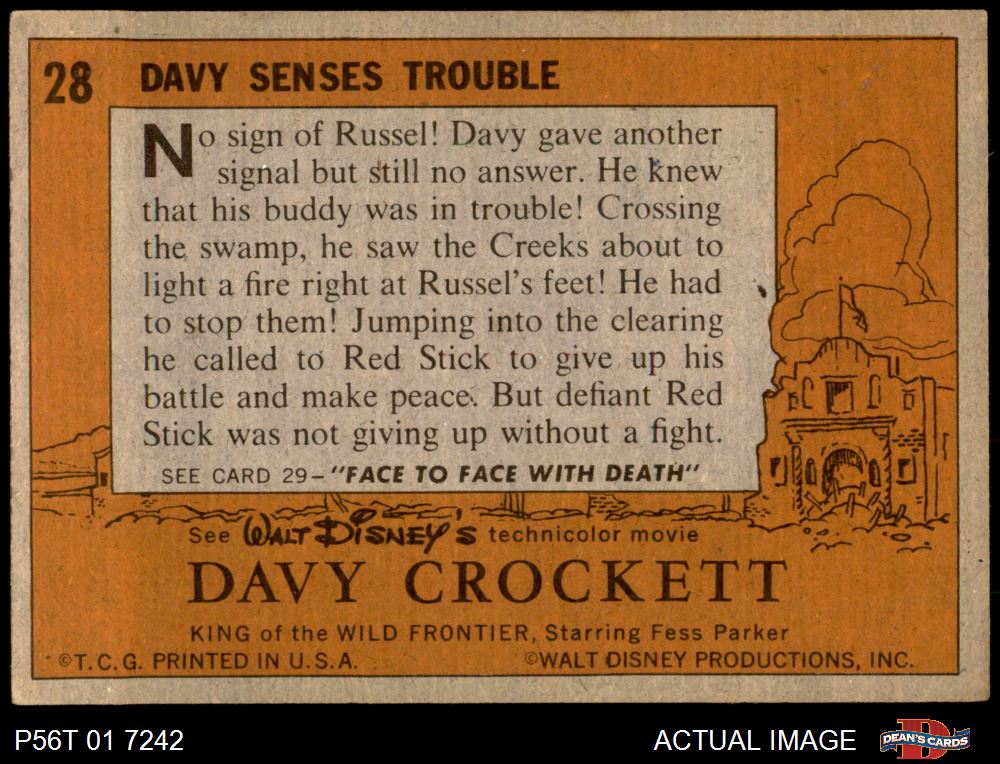 28 DAVY SENSES TROUBLE
No sign of Russel! Davy gave another
signal but still no answer. He knew
that his buddy was in trouble! Crossing
the swamp, he saw the Creeks about to
light a fire right at Russel's feet! He had
to stop them! Jumping into the clearing
he called to Red Stick to give up his
battle and make peace. But defiant Red
Stick was not giving up without a fight.
SEE CARD 29-"FACE TO FACE WITH DEATH"
See WALT DISNEY'S technicolor movie
DAVY CROCKETT
KING of the WILD FRONTIER, Starring Fess Parker
©T.C.G. PRINTED IN U.S.A. ©WALT DISNEY PRODUCTIONS, INC.
P56T 01 7242 ACTUAL IMAGE D DEAN'S CARDS